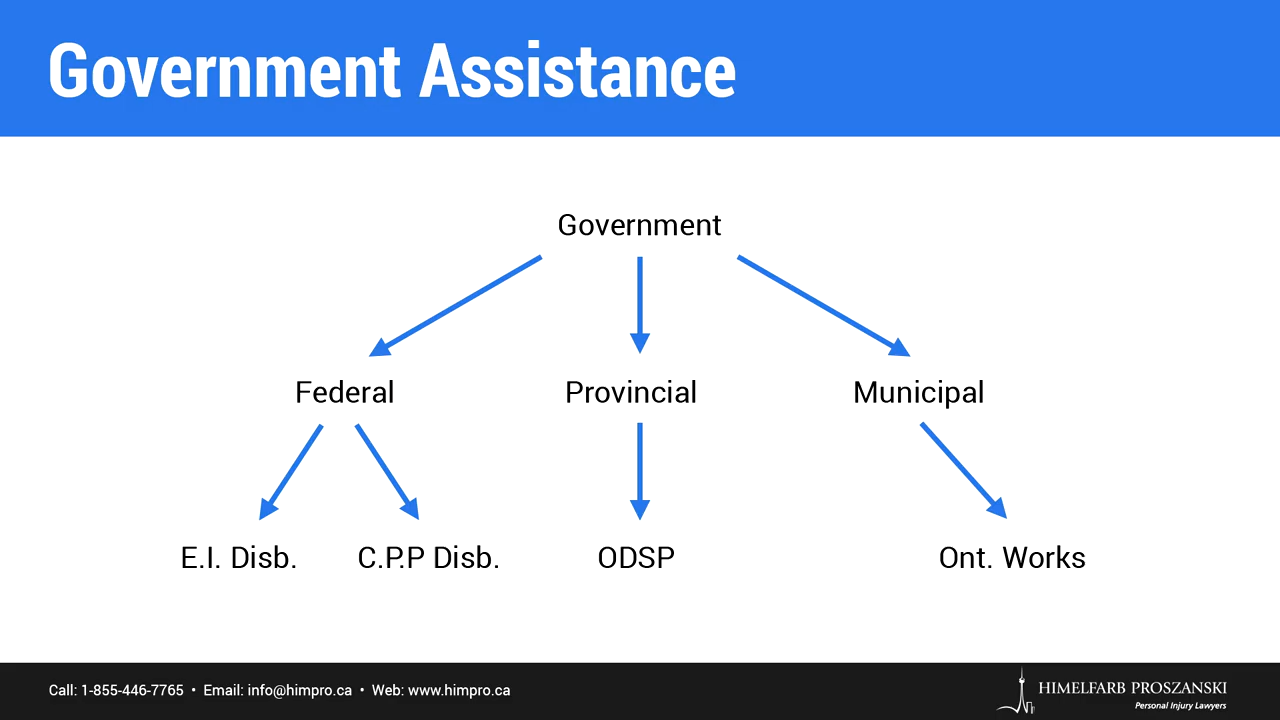 Government Assistance
Government
Federal
Provincial
Municipal
E.I. Disb.
C.P.P Disb.
ODSP
Ont. Works
Call: 1-855-446-7765 • Email: info@himpro.ca • Web: www.himpro.ca
HIMELFARB PROSZANSKI
Personal Injury Lawyers